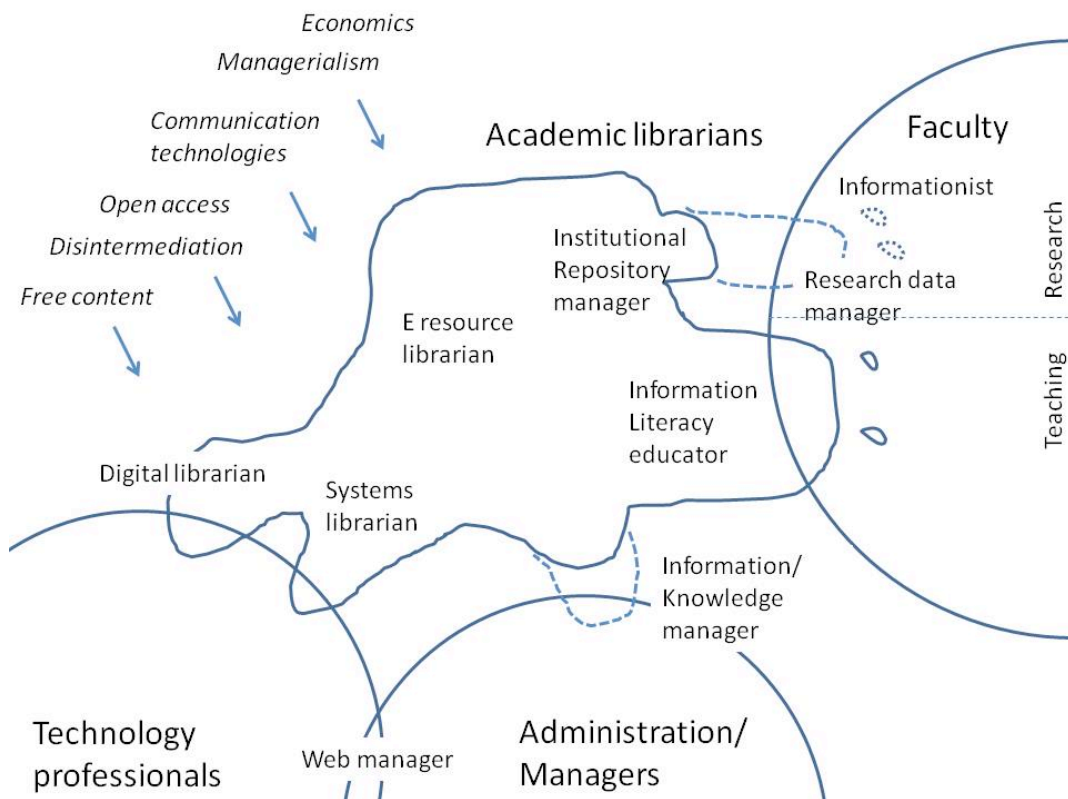 Economics
Managerialism
Communication
technologies
Open access
Disintermediation
Free content
Academic librarians
Faculty
Informationist
Research
Institutional
Repository
manager
Research data
manager
E resource
librarian
Teaching
Information
Literacy
educator
Digital librarian
Systems
librarian
Information/
Knowledge
manager
Technology
professionals
Web manager
Administration/
Managers